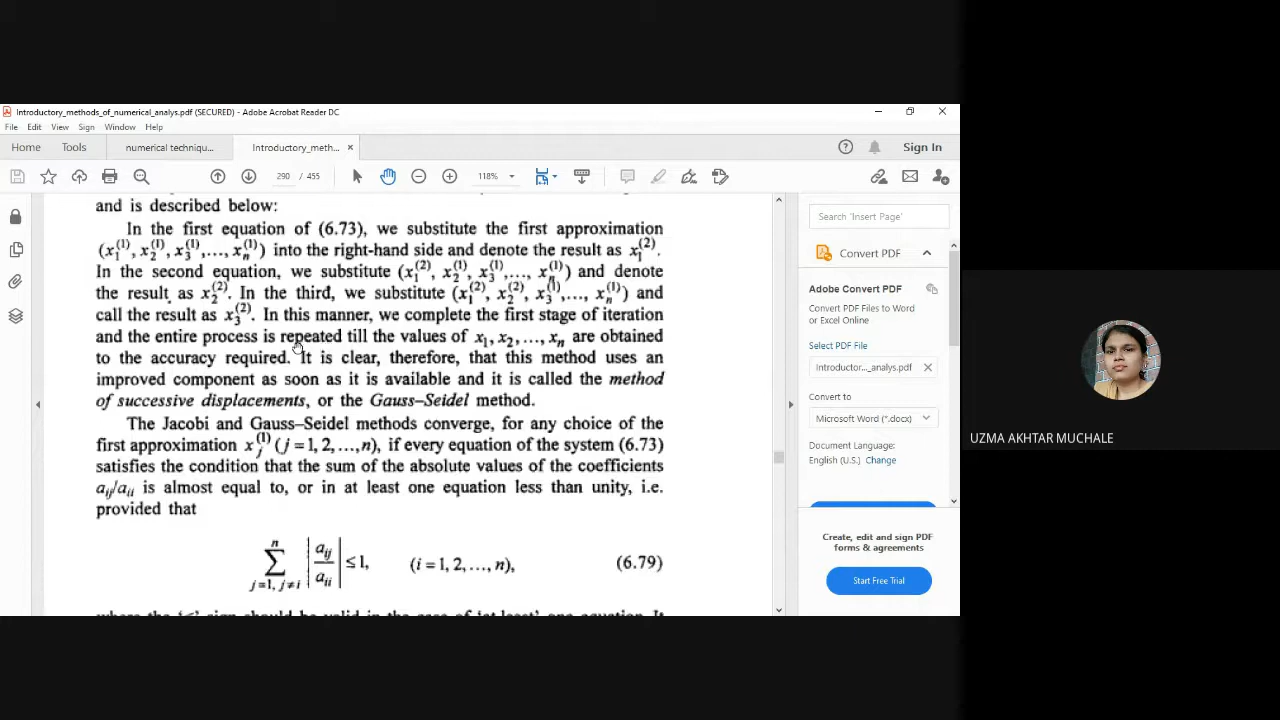 Introductory_methods_of_numerical_analys.pdf (SECURED) - Adobe Acrobat Reader DC
File Edit View Sign Window Help
Home Tools numerical techniqu... Introductory_meth... × Sign In
290 / 455 118%
and is described below:
In the first equation of (6.73), we substitute the first approximation
(x₁⁽¹⁾, x₂⁽¹⁾, x₃⁽¹⁾,..., xₙ⁽¹⁾) into the right-hand side and denote the result as x₁⁽²⁾.
In the second equation, we substitute (x₁⁽²⁾, x₂⁽¹⁾, x₃⁽¹⁾,..., xₙ⁽¹⁾) and denote
the result as x₂⁽²⁾. In the third, we substitute (x₁⁽²⁾, x₂⁽²⁾, x₃⁽¹⁾,..., xₙ⁽¹⁾) and
call the result as x₃⁽²⁾. In this manner, we complete the first stage of iteration
and the entire process is repeated till the values of x₁, x₂,..., xₙ are obtained
to the accuracy required. It is clear, therefore, that this method uses an
improved component as soon as it is available and it is called the method
of successive displacements, or the Gauss–Seidel method.
The Jacobi and Gauss–Seidel methods converge, for any choice of the
first approximation xⱼ⁽¹⁾ (j = 1, 2,...,n), if every equation of the system (6.73)
satisfies the condition that the sum of the absolute values of the coefficients
aᵢⱼ/aᵢᵢ is almost equal to, or in at least one equation less than unity, i.e.
provided that
∑ⁿ j=1, j≠i |aᵢⱼ/aᵢᵢ| ≤ 1, (i = 1, 2,..., n), (6.79)
Search 'Insert Page'
Convert PDF
Adobe Convert PDF
Convert PDF Files to Word
or Excel Online
Select PDF File
Introductor..._analys.pdf ×
Convert to
Microsoft Word (*.docx)
Document Language:
English (U.S.) Change
Create, edit and sign PDF
forms & agreements
Start Free Trial
UZMA AKHTAR MUCHALE